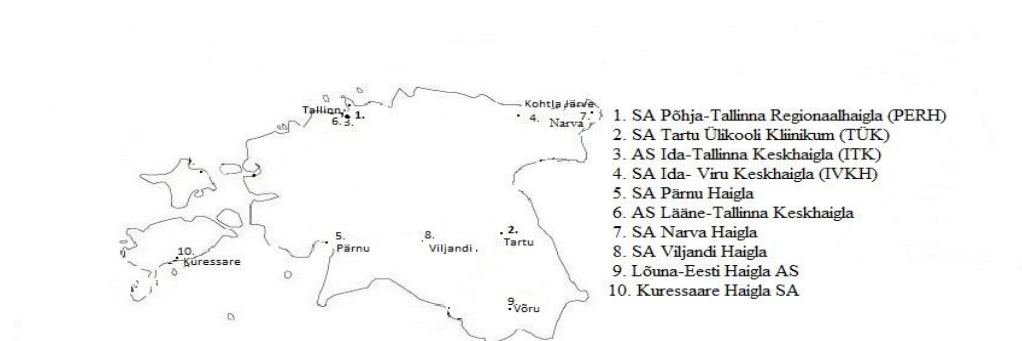 Tallinn
1.
6. 3.
Kohtla Järve
4.
7.
Narva
5.
Pärnu
8.
Viljandi
2.
Tartu
10.
Kuressare
9.
Võru
1. SA Põhja-Tallinna Regionaalhaigla (PERH)
2. SA Tartu Ülikooli Kliinikum (TÜK)
3. AS Ida-Tallinna Keskhaigla (ITK)
4. SA Ida- Viru Keskhaigla (IVKH)
5. SA Pärnu Haigla
6. AS Lääne-Tallinna Keskhaigla
7. SA Narva Haigla
8. SA Viljandi Haigla
9. Lõuna-Eesti Haigla AS
10. Kuressaare Haigla SA